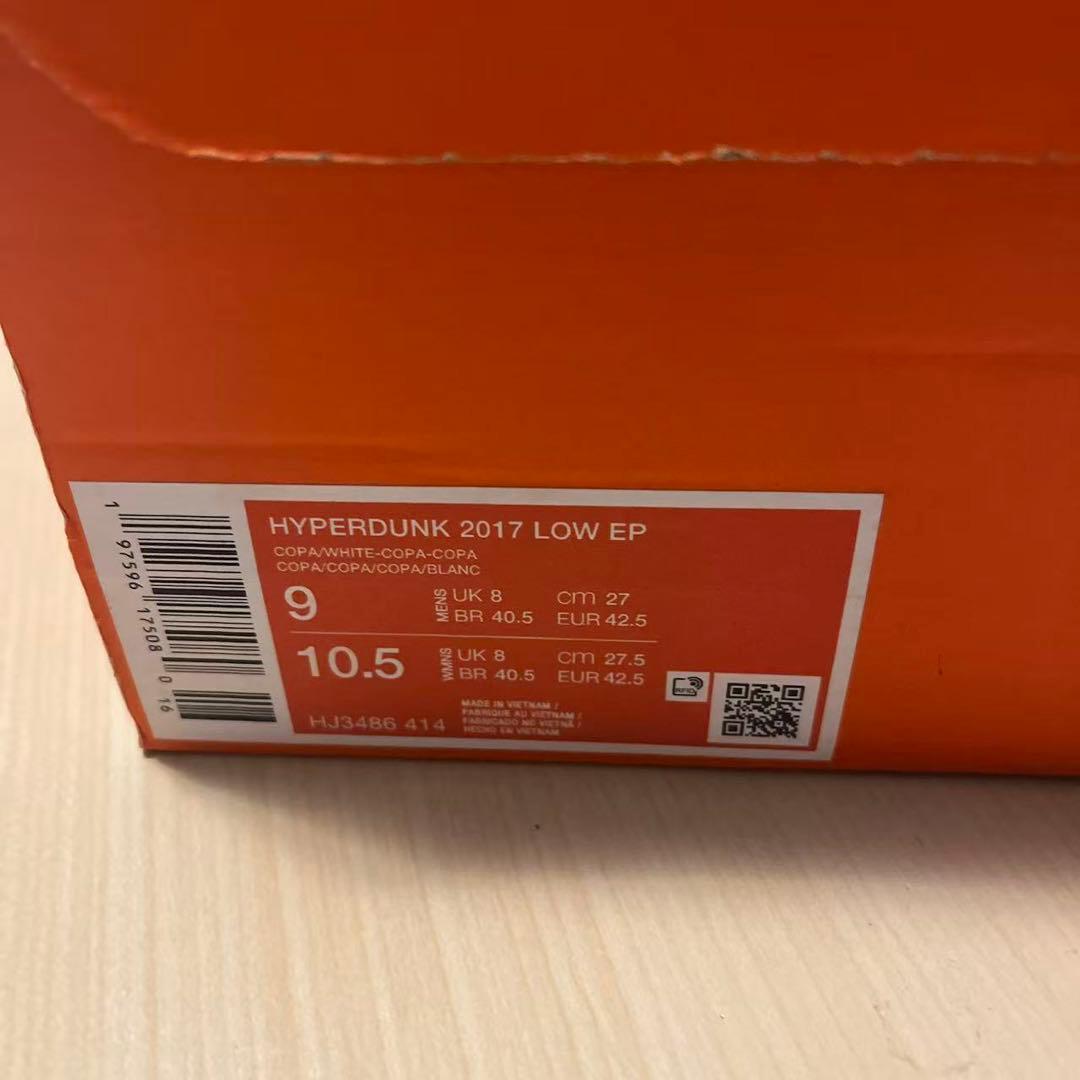 HYPERDUNK 2017 LOW EP
COPA/WHITE-COPA-COPA
COPA/COPA/COPA/BLANC
9 MENS UK 8 cm 27
BR 40.5 EUR 42.5
10.5 WMNS UK 8 cm 27.5
BR 40.5 EUR 42.5
HJ3486 414
MADE IN VIETNAM /
FABRIQUE AU VIETNAM /
FABRICADO NO VIETNÃ /
HECHO EN VIETNAM
RFID
1 97596 17508 0 16